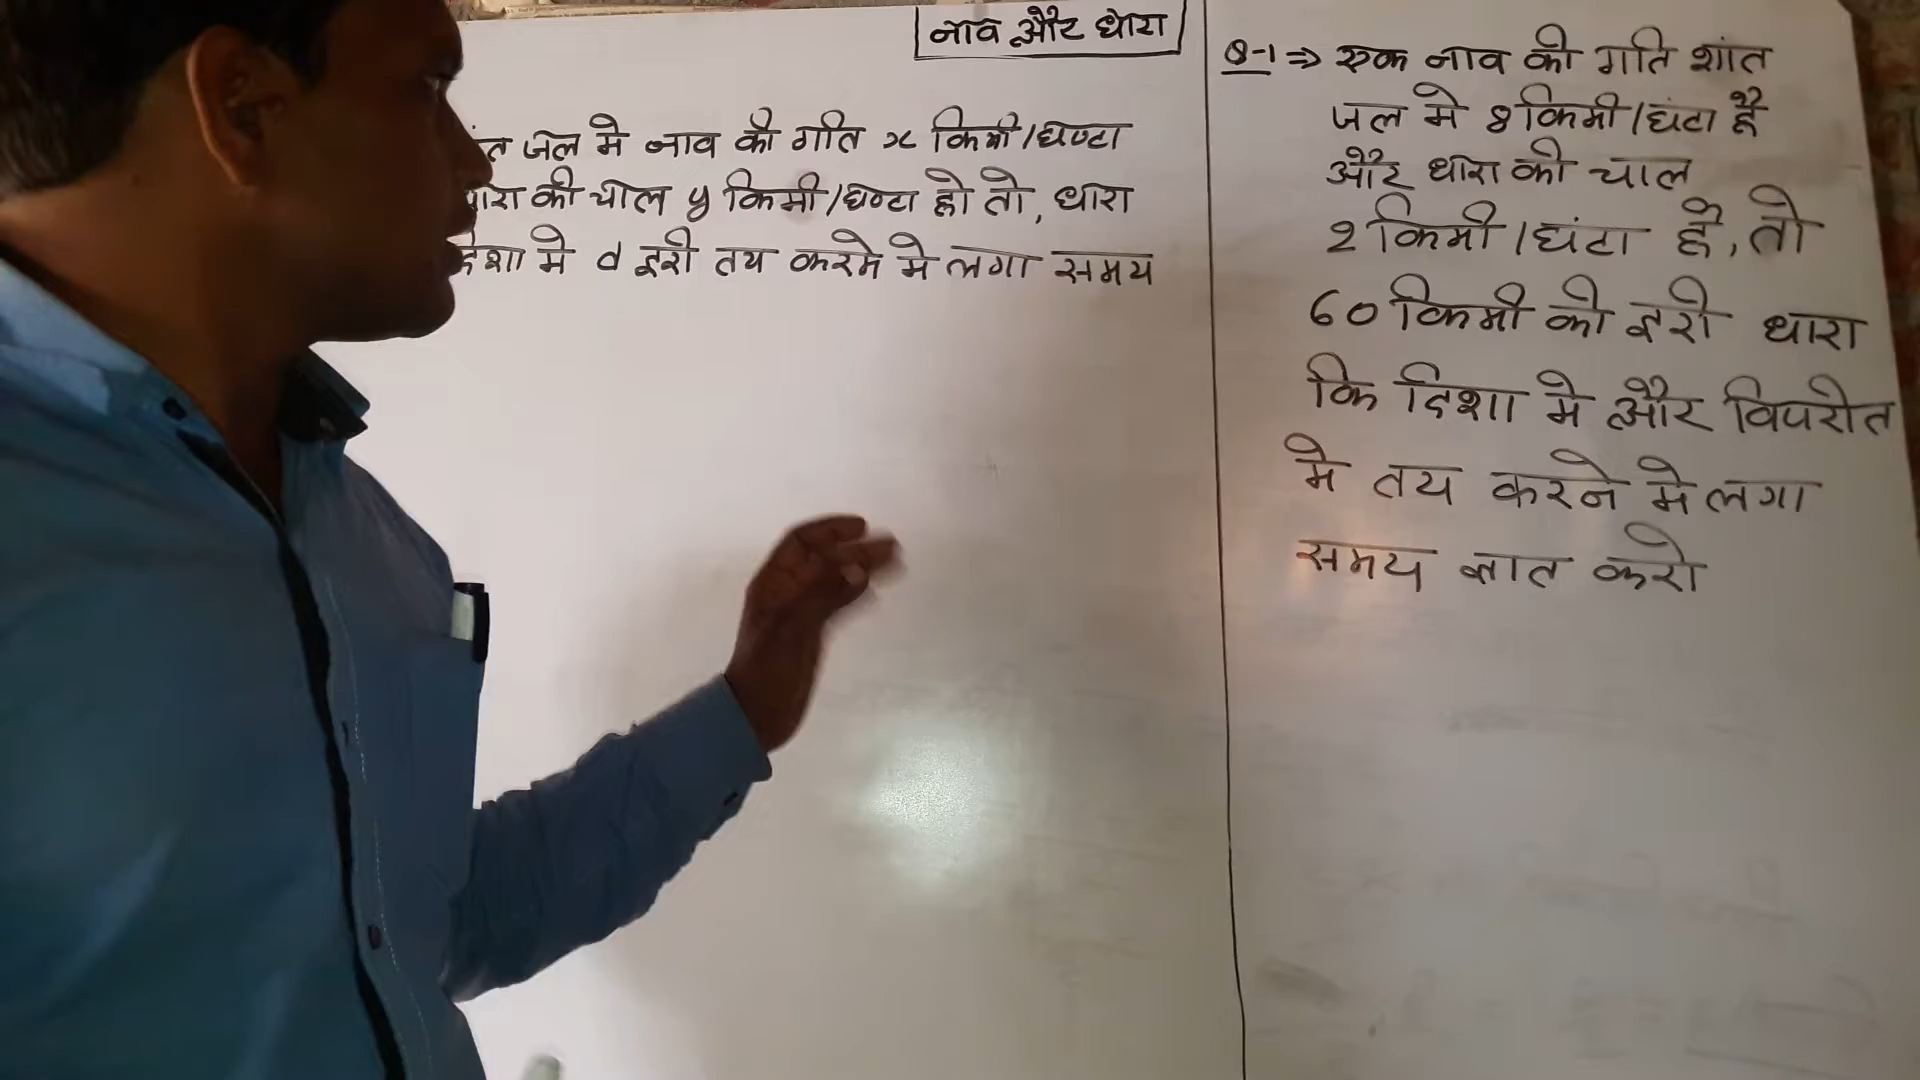 नाव और धारा
त जल मे नाव की गति x किमी/घण्टा
धारा की चाल y किमी/घण्टा हो तो, धारा
देशा मे d दूरी तय करने मे लगा समय
Q-1 ⇒ एक नाव की गति शांत
जल मे 8 किमी/घंटा है
और धारा की चाल
2 किमी/घंटा है, तो
60 किमी की दूरी धारा
कि दिशा मे और विपरीत
मे तय करने मे लगा
समय ज्ञात करो